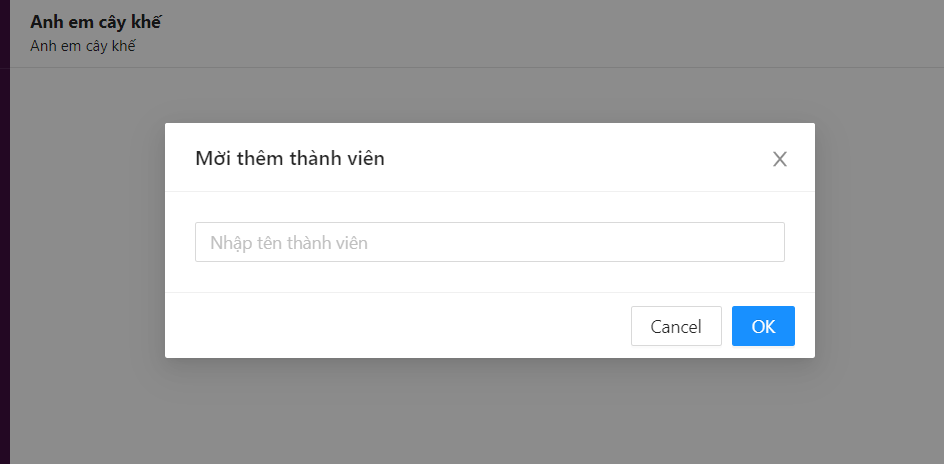 Anh em cây khế
Anh em cây khế
Mời thêm thành viên
Nhập tên thành viên
Cancel
OK